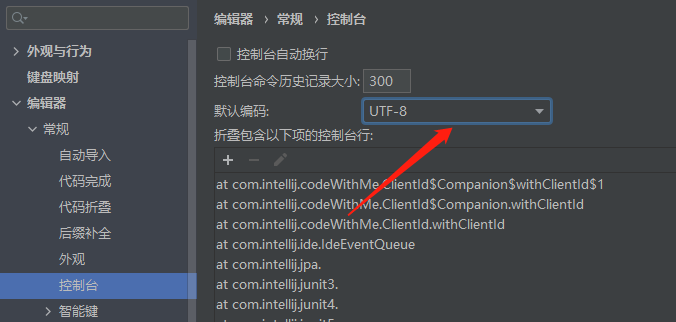 编辑器 › 常规 › 控制台
外观与行为
键盘映射
编辑器
常规
自动导入
代码完成
代码折叠
后缀补全
外观
控制台
智能键
控制台自动换行
控制台命令历史记录大小: 300
默认编码: UTF-8
折叠包含以下项的控制台行:
at com.intellij.codeWithMe.ClientId$Companion$withClientId$1
at com.intellij.codeWithMe.ClientId$Companion.withClientId
at com.intellij.codeWithMe.ClientId.withClientId
at com.intellij.ide.IdeEventQueue
at com.intellij.jpa.
at com.intellij.junit3.
at com.intellij.junit4.
at com.intellij.junit5.